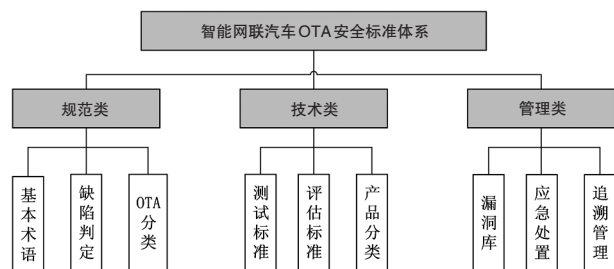 智能网联汽车OTA安全标准体系
规范类
技术类
管理类
基本术语
缺陷判定
OTA分类
测试标准
评估标准
产品分类
漏洞库
应急处置
追溯管理